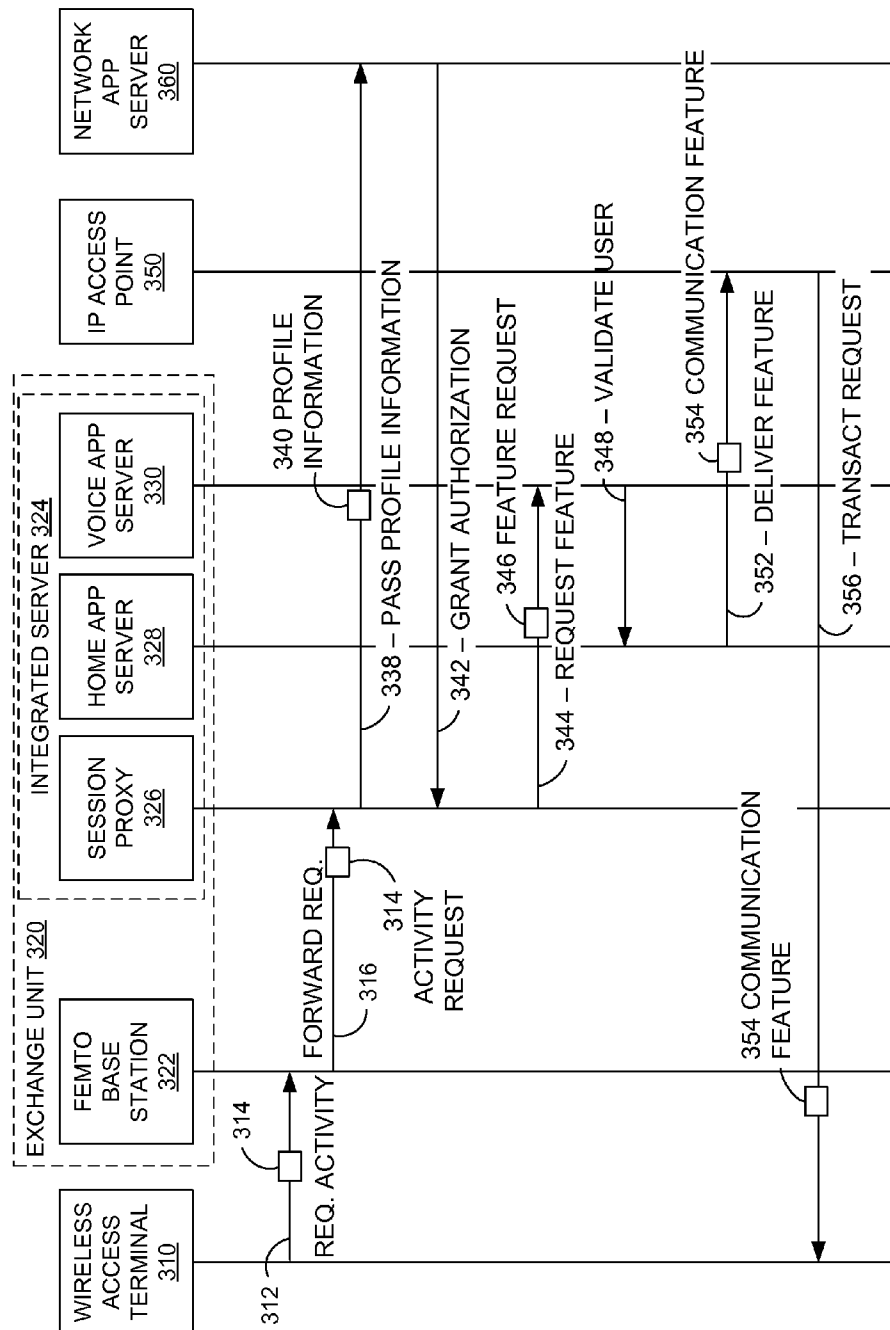 EXCHANGE UNIT 320
INTEGRATED SERVER 324
WIRELESS
ACCESS
TERMINAL
310
FEMTO
BASE
STATION
322
SESSION
PROXY
326
HOME APP
SERVER
328
VOICE APP
SERVER
330
IP ACCESS
POINT
350
NETWORK
APP
SERVER
360
312
314
REQ. ACTIVITY
FORWARD REQ.
316
314
ACTIVITY
REQUEST
340 PROFILE
INFORMATION
338 – PASS PROFILE INFORMATION
342 – GRANT AUTHORIZATION
346 FEATURE REQUEST
344 – REQUEST FEATURE
348 – VALIDATE USER
354 COMMUNICATION FEATURE
352 – DELIVER FEATURE
356 – TRANSACT REQUEST
354 COMMUNICATION
FEATURE